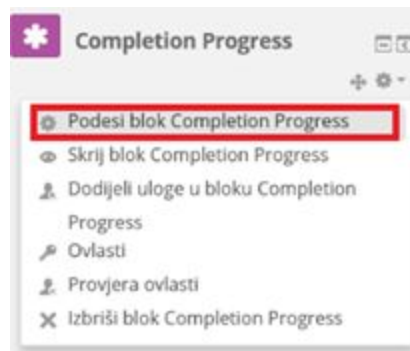 Completion Progress
Podesi blok Completion Progress
Skrij blok Completion Progress
Dodijeli uloge u bloku Completion
Progress
Ovlasti
Provjera ovlasti
Izbriši blok Completion Progress